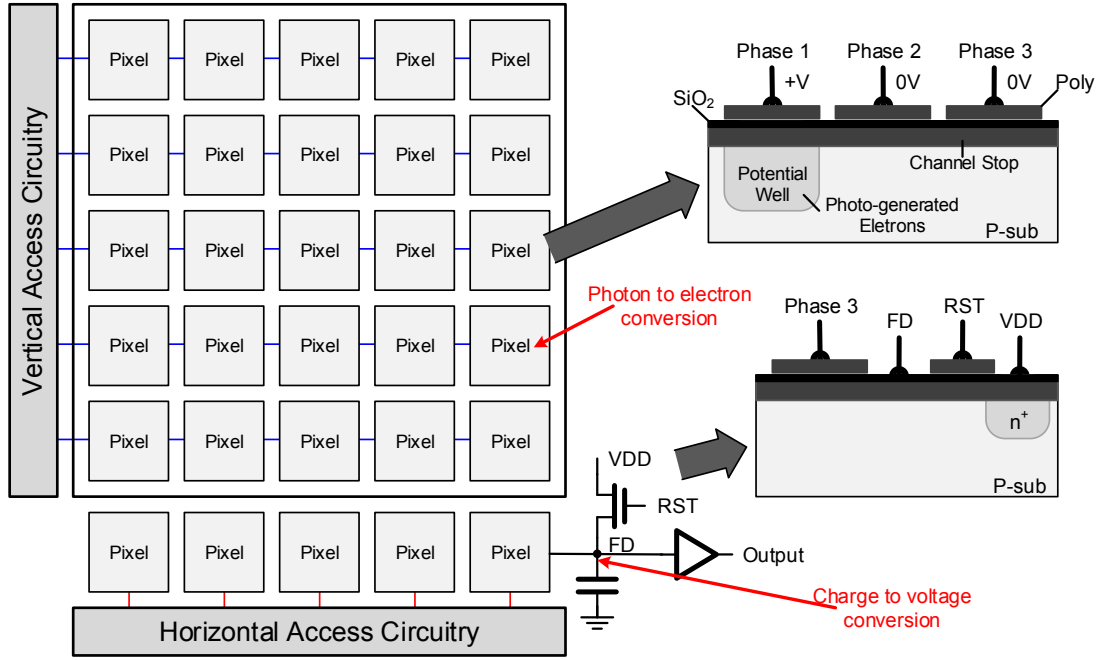 Vertical Access Circuitry
Pixel Pixel Pixel Pixel Pixel
Pixel Pixel Pixel Pixel Pixel
Pixel Pixel Pixel Pixel Pixel
Pixel Pixel Pixel Pixel Pixel
Pixel Pixel Pixel Pixel Pixel
Pixel Pixel Pixel Pixel Pixel
Horizontal Access Circuitry
Photon to electron
conversion
VDD
RST
FD
Output
Charge to voltage
conversion
Phase 1 Phase 2 Phase 3
+V 0V 0V
SiO₂
Poly
Channel Stop
Potential
Well
Photo-generated
Eletrons
P-sub
Phase 3 FD RST VDD
n⁺
P-sub